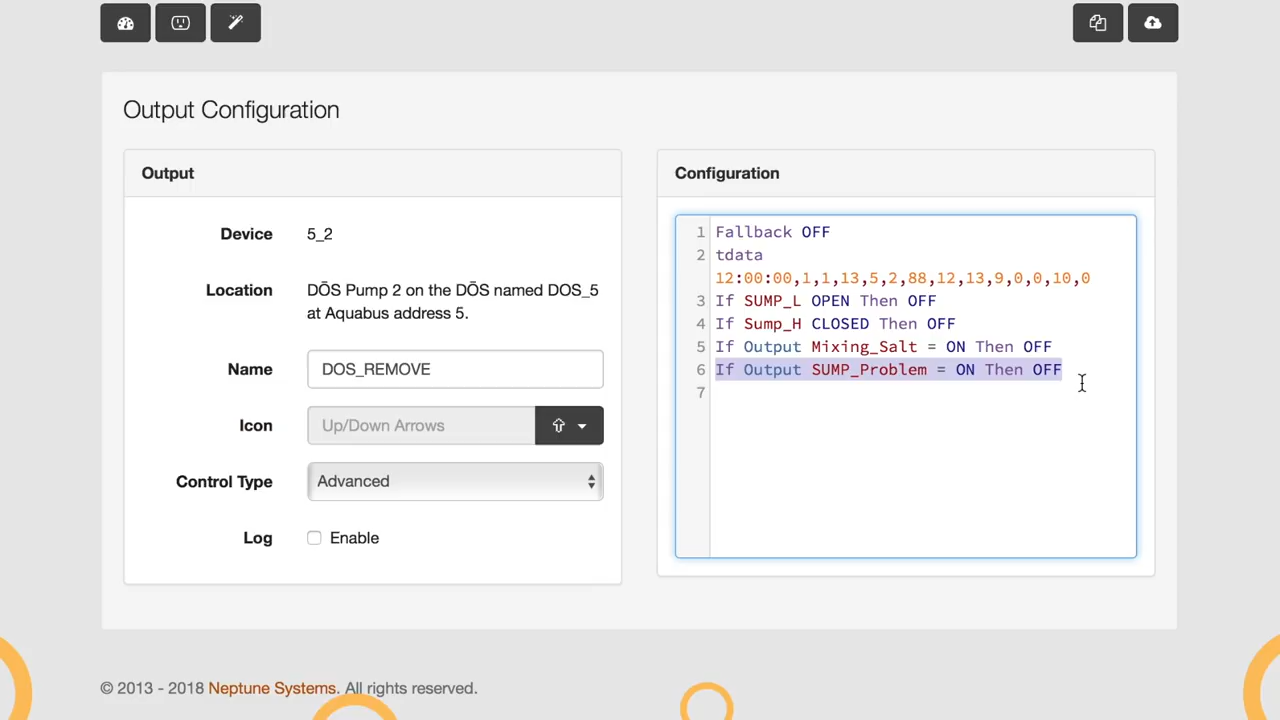 Output Configuration
Output
Device
5_2
Location
DŌS Pump 2 on the DŌS named DOS_5
at Aquabus address 5.
Name
DOS_REMOVE
Icon
Up/Down Arrows
Control Type
Advanced
Log
Enable
Configuration
1 Fallback OFF
2 tdata
12:00:00,1,1,13,5,2,88,12,13,9,0,0,10,0
3 If SUMP_L OPEN Then OFF
4 If Sump_H CLOSED Then OFF
5 If Output Mixing_Salt = ON Then OFF
6 If Output SUMP_Problem = ON Then OFF
7
© 2013 - 2018 Neptune Systems. All rights reserved.